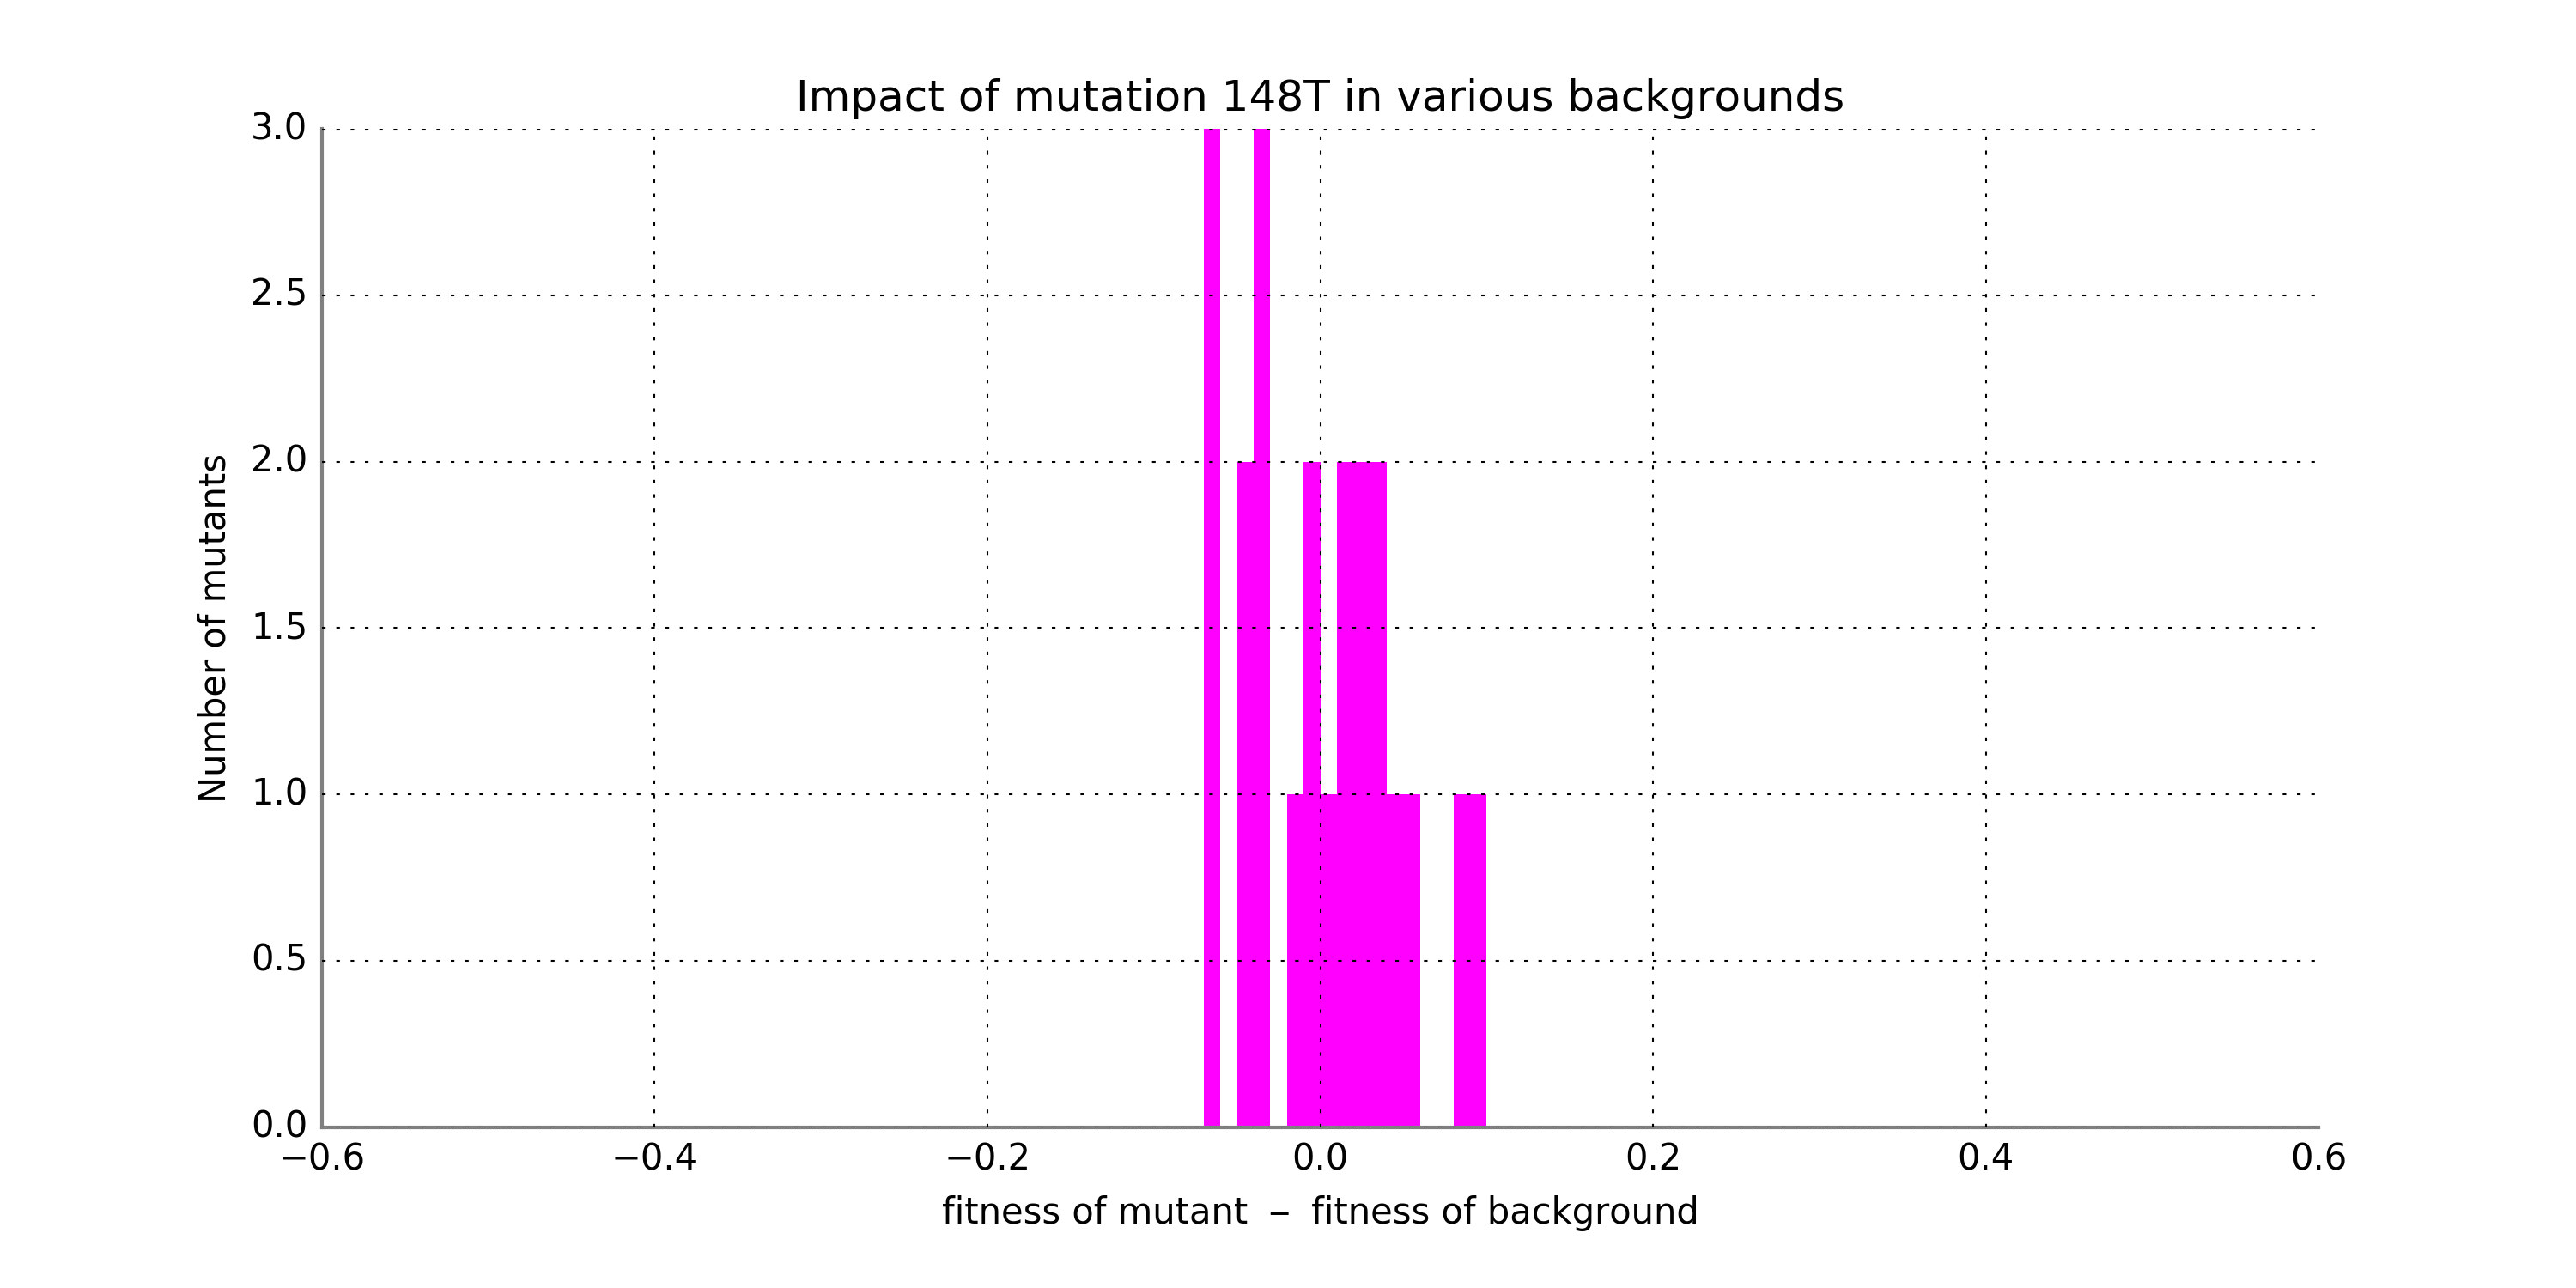 Impact of mutation 148T in various backgrounds
3.0
2.5
2.0
1.5
1.0
0.5
0.0
Number of mutants
−0.6 −0.4 −0.2 0.0 0.2 0.4 0.6
fitness of mutant − fitness of background